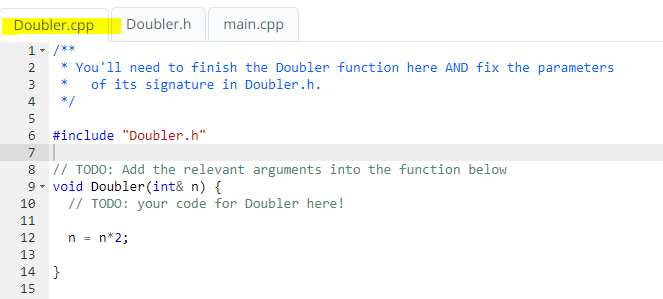 Doubler.cpp Doubler.h main.cpp
1 /**
2  * You'll need to finish the Doubler function here AND fix the parameters
3  *   of its signature in Doubler.h.
4  */
5
6 #include "Doubler.h"
7
8 // TODO: Add the relevant arguments into the function below
9 void Doubler(int& n) {
10   // TODO: your code for Doubler here!
11
12   n = n*2;
13
14 }
15